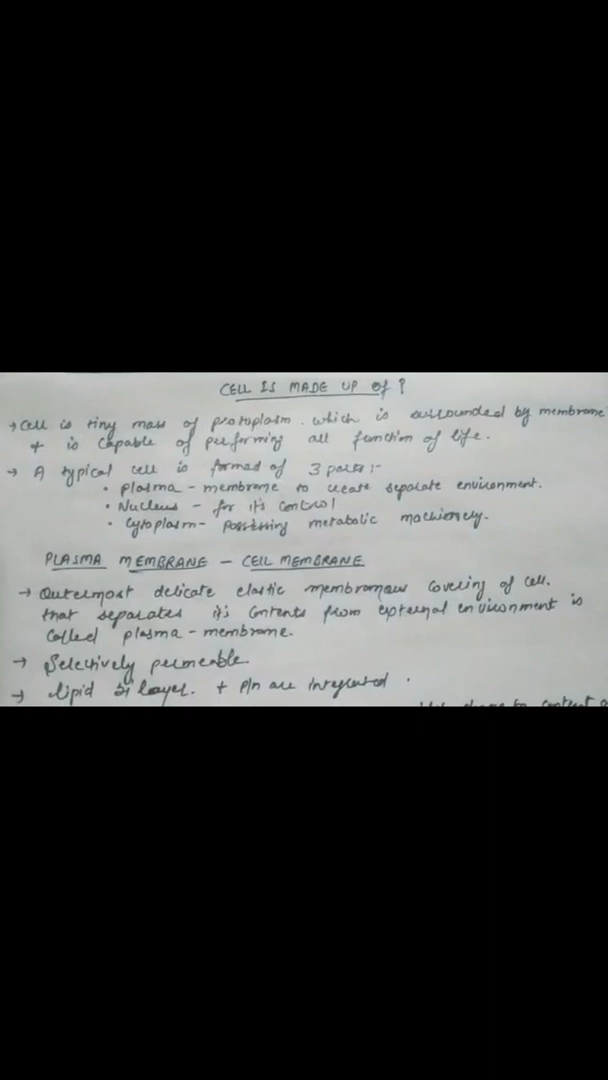 CELL IS MADE UP Of ?
→ Cell is tiny mass of protoplasm. which is surrounded by membrane
+ is capable of performing all function of life.
→ A typical cell is formed of 3 parts:-
• Plasma - membrane to create separate environment.
• Nucleus - for it's control
• Cytoplasm - Possessing metabolic machinery.
PLASMA MEMBRANE - CELL MEMBRANE
→ Outermost delicate elastic membranous covering of cell.
that separates it's contents from external environment is
called plasma - membrane.
→ Selectively permeable.
→ lipid bilayer. + P/n are integrated.
to content